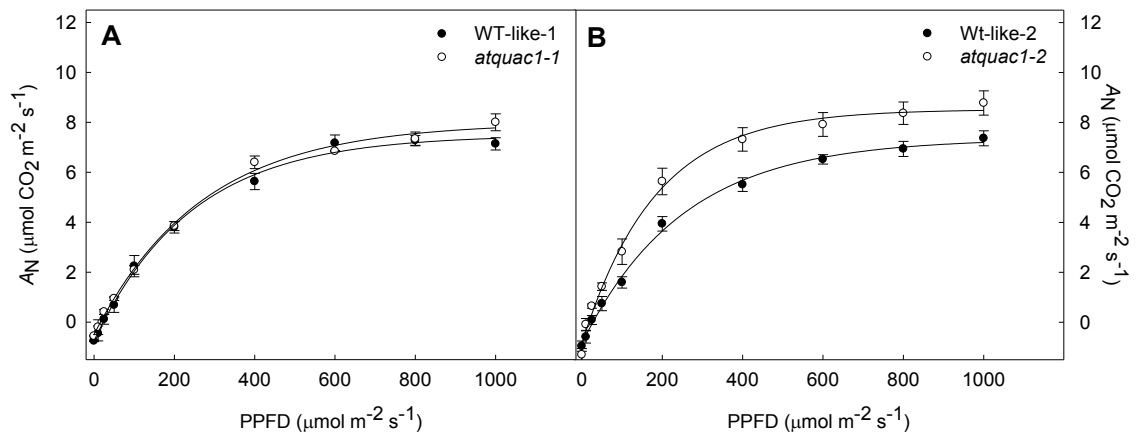 A
WT-like-1
atquac1-1
12
10
8
6
4
2
0
A_N (μmol CO₂ m⁻² s⁻¹)
0 200 400 600 800 1000
PPFD (μmol m⁻² s⁻¹)
B
Wt-like-2
atquac1-2
12
10
8
6
4
2
0
A_N (μmol CO₂ m⁻² s⁻¹)
0 200 400 600 800 1000
PPFD (μmol m⁻² s⁻¹)